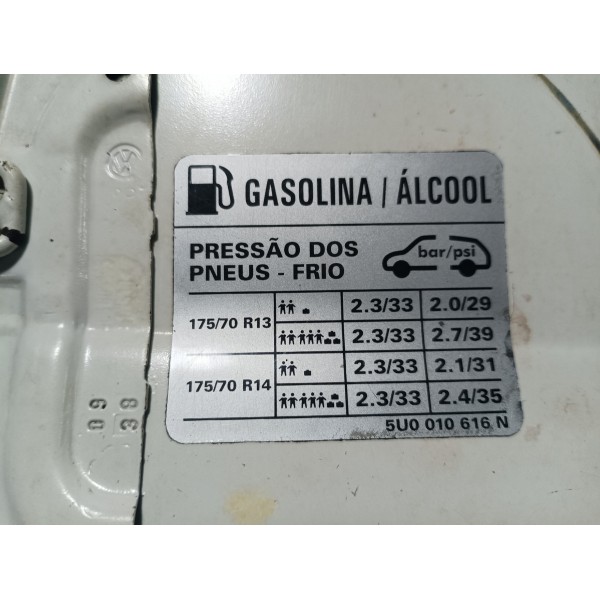 GASOLINA / ÁLCOOL
PRESSÃO DOS
PNEUS - FRIO
bar/psi
175/70 R13
2.3/33 2.0/29
2.3/33 2.7/39
175/70 R14
2.3/33 2.1/31
2.3/33 2.4/35
5U0 010 616 N